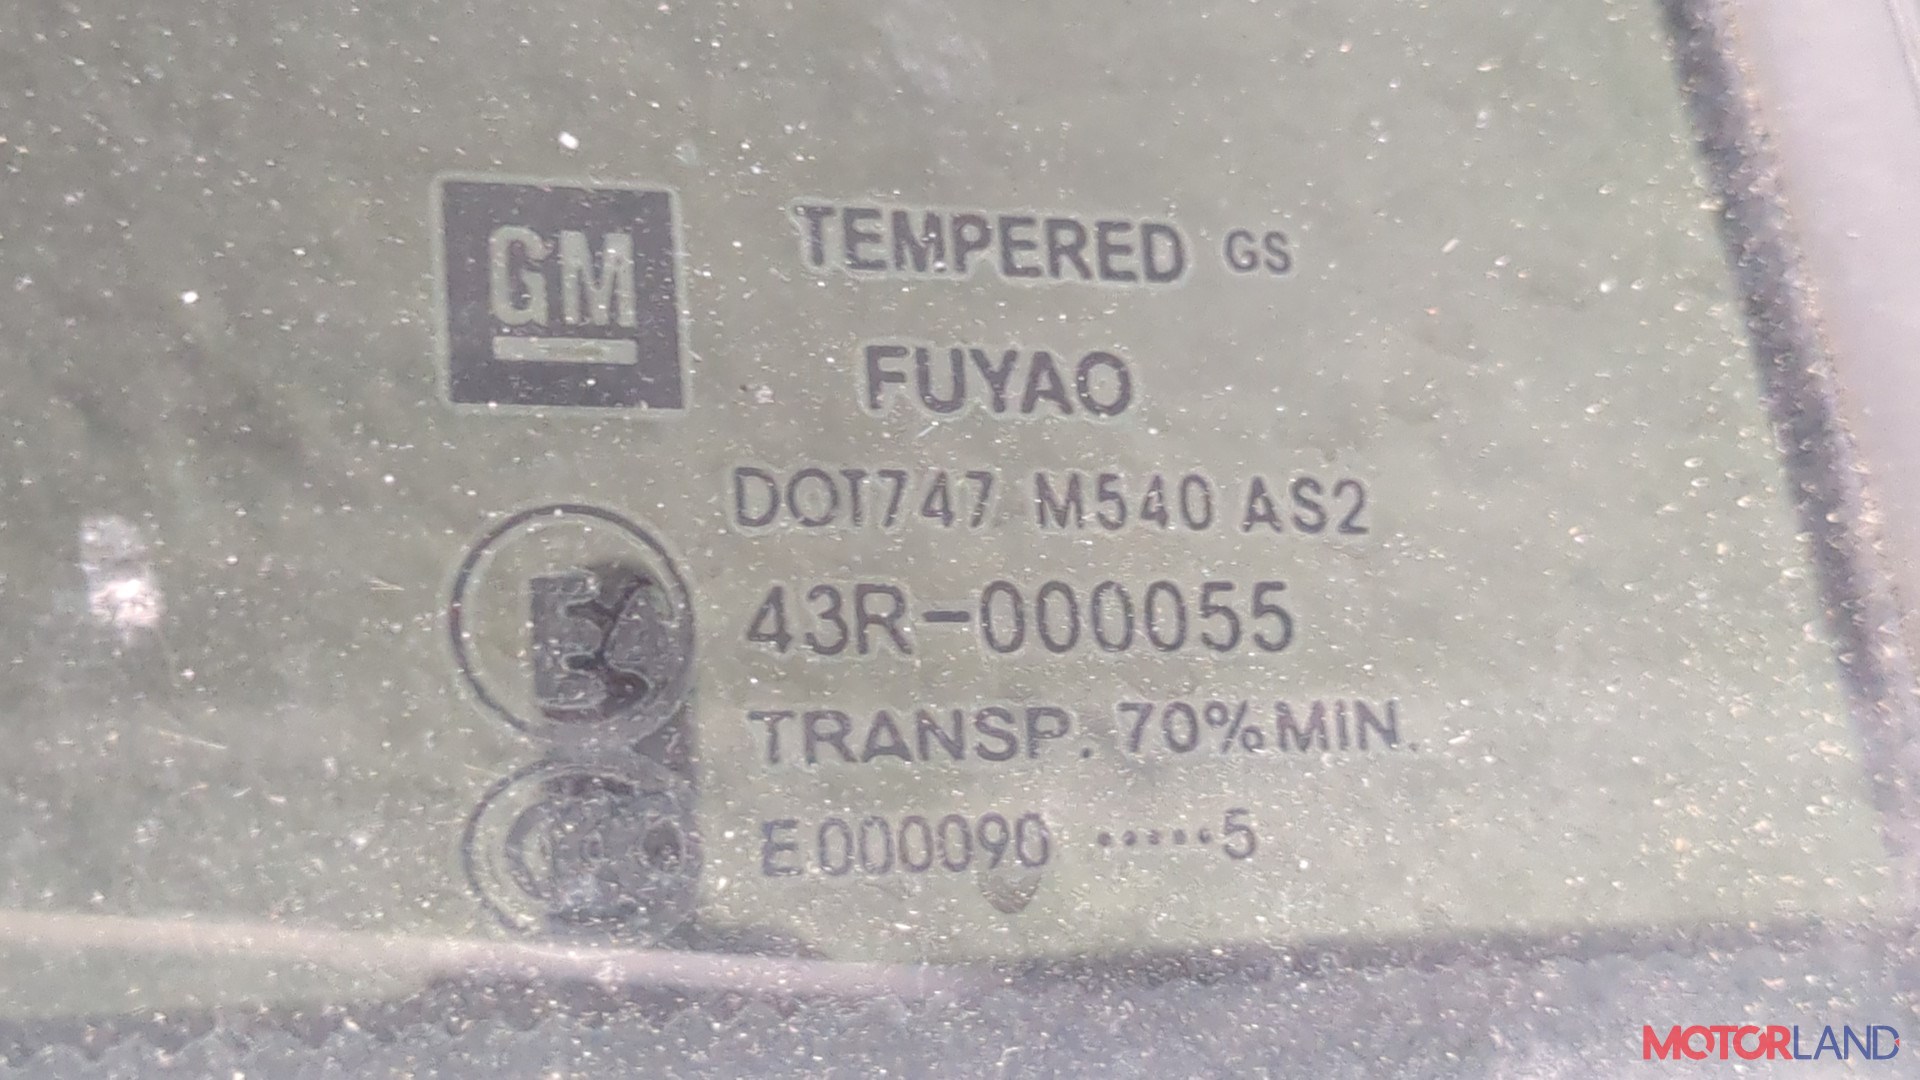 GM
TEMPERED GS
FUYAO
DOT747 M540 AS2
43R-000055
TRANSP. 70%MIN.
E000090 ·····5
MOTORLAND